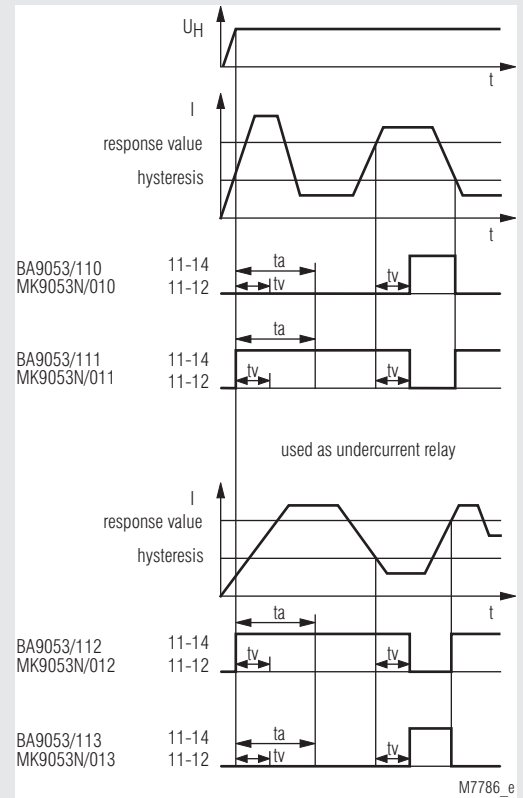 UH
t
I
response value
hysteresis
t
BA9053/110 11-14 ta
MK9053N/010 11-12 tv tv
ta
BA9053/111 11-14
MK9053N/011 11-12 tv tv
used as undercurrent relay
I
response value
hysteresis
t
ta
BA9053/112 11-14
MK9053N/012 11-12 tv tv
BA9053/113 11-14 ta
MK9053N/013 11-12 tv tv
M7786_e